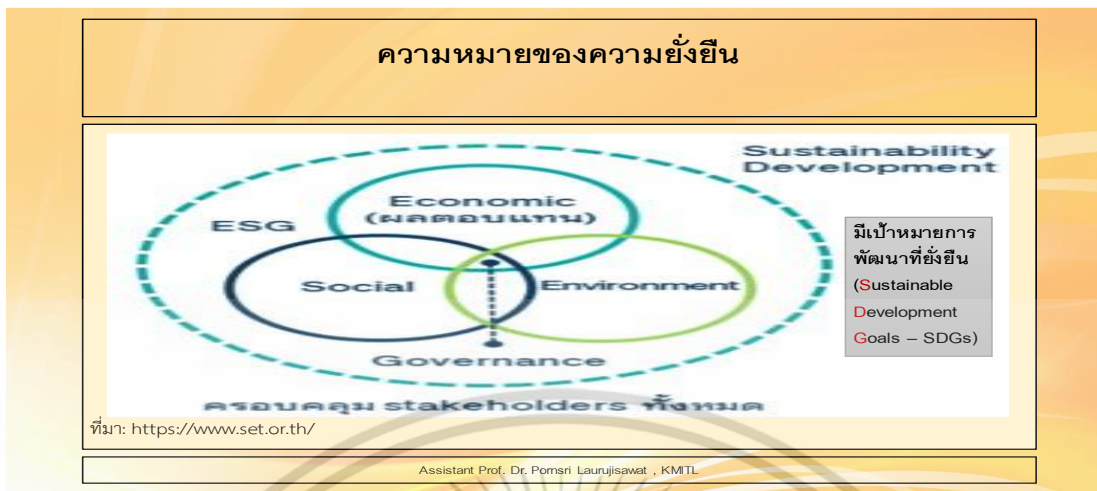 ความหมายของความยั่งยืน
Sustainability
Development
Economic
(ผลตอบแทน)
ESG
Social
Environment
Governance
ครอบคลุม stakeholders ทั้งหมด
มีเป้าหมายการ
พัฒนาที่ยั่งยืน
(Sustainable
Development
Goals – SDGs)
ที่มา: https://www.set.or.th/
Assistant Prof. Dr. Pornsri Laurujisawat , KMITL